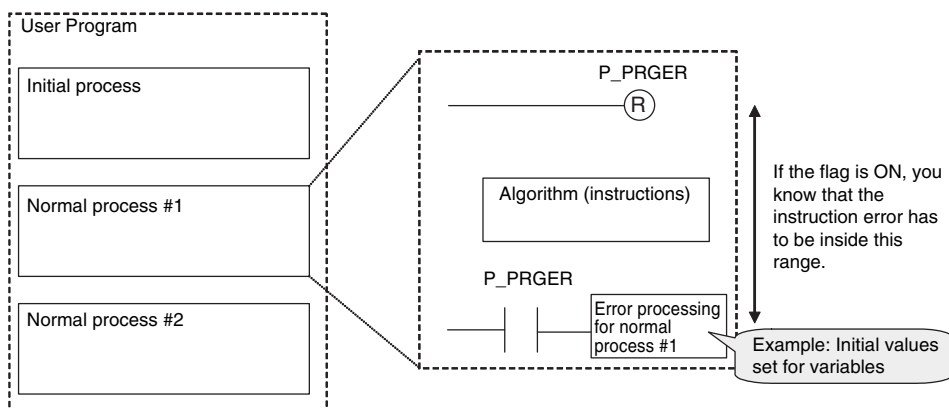 User Program
Initial process
Normal process #1
Normal process #2
P_PRGER
R
Algorithm (instructions)
P_PRGER
Error processing
for normal
process #1
If the flag is ON, you
know that the
instruction error has
to be inside this
range.
Example: Initial values
set for variables